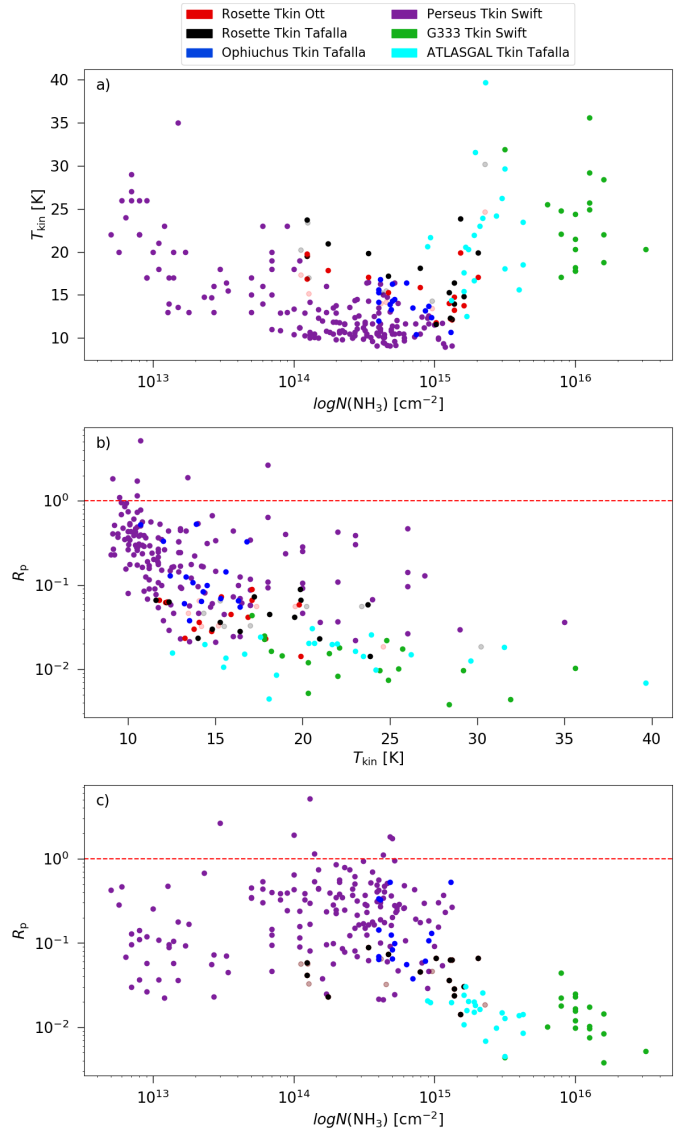 Rosette Tkin Ott
Rosette Tkin Tafalla
Ophiuchus Tkin Tafalla
Perseus Tkin Swift
G333 Tkin Swift
ATLASGAL Tkin Tafalla
a)
40
35
30
25
20
15
10
T_kin [K]
10^13 10^14 10^15 10^16
logN(NH_3) [cm^−2]
b)
10^0
10^−1
10^−2
R_p
10 15 20 25 30 35 40
T_kin [K]
c)
10^0
10^−1
10^−2
R_p
10^13 10^14 10^15 10^16
logN(NH_3) [cm^−2]